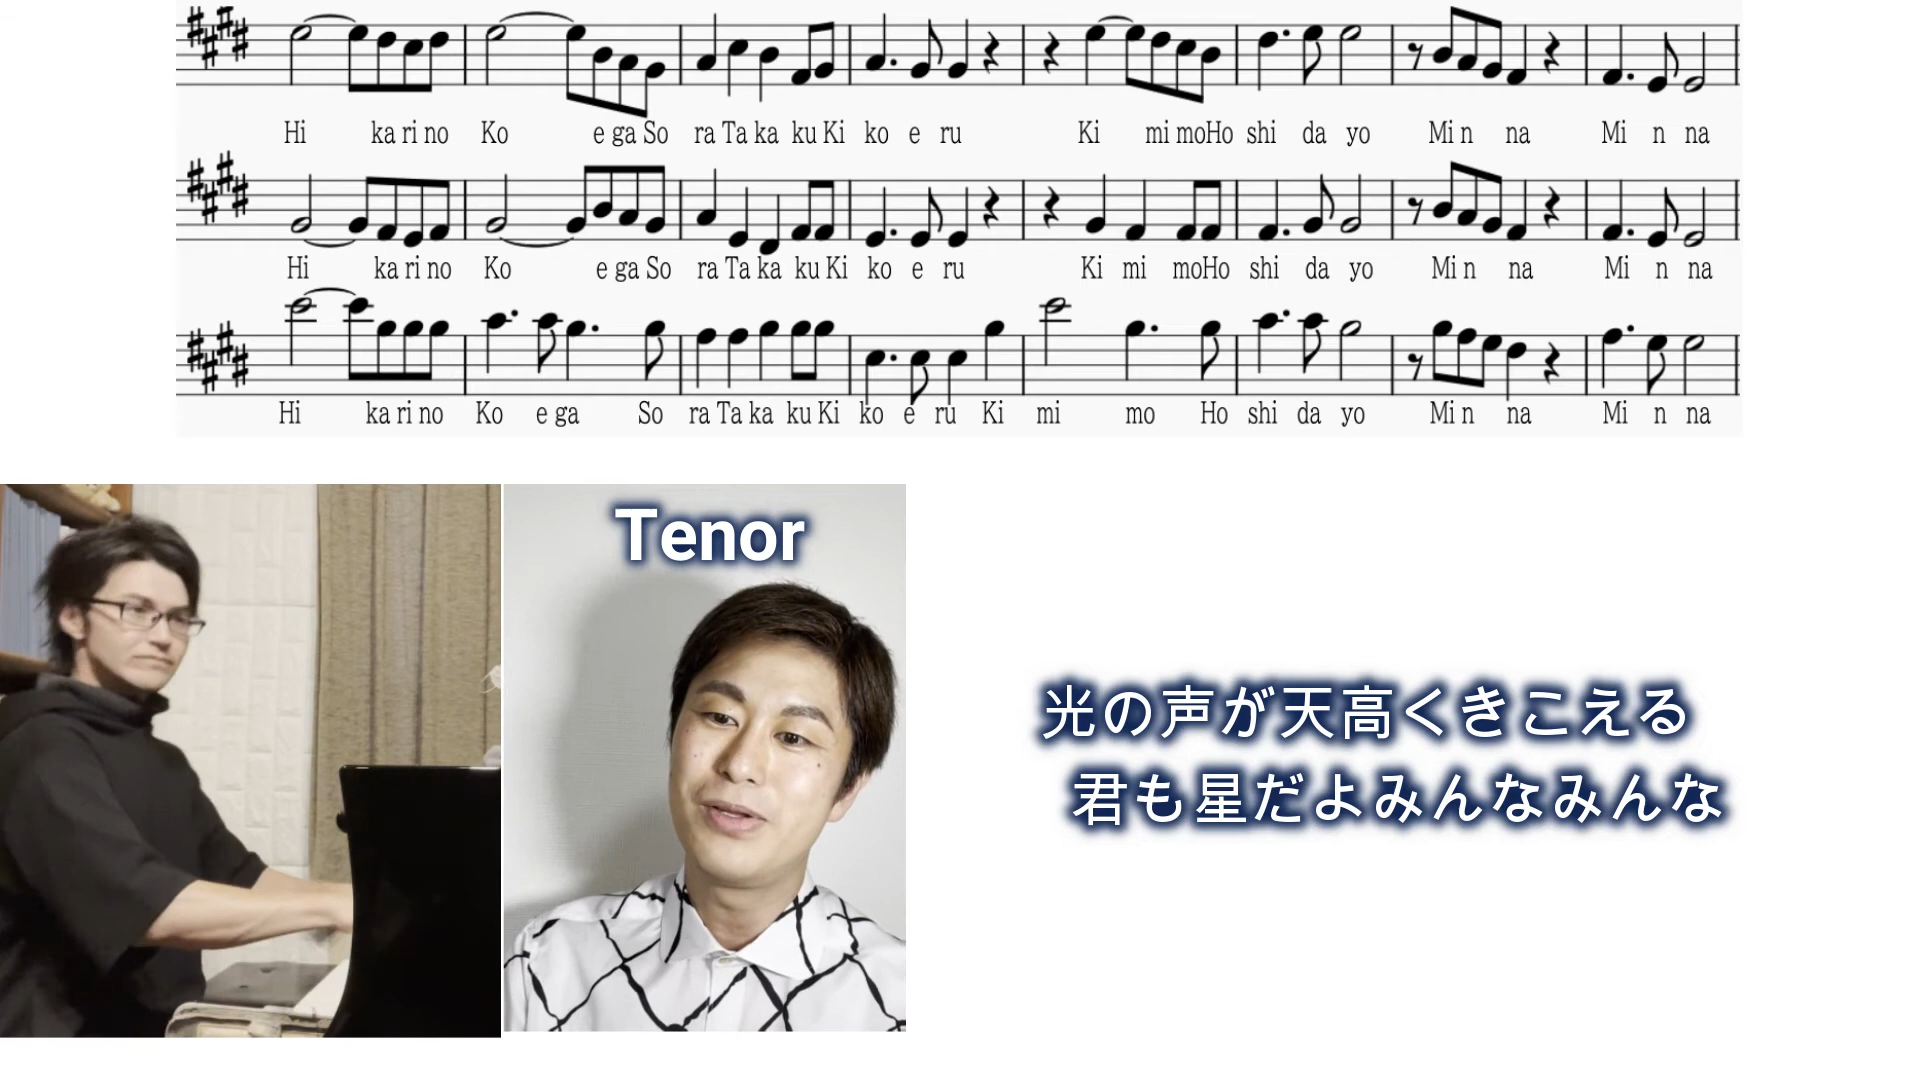 Hi ka ri no Ko e ga So ra Ta ka ku Ki ko e ru Ki mi mo Ho shi da yo Mi n na Mi n na
Hi ka ri no Ko e ga So ra Ta ka ku Ki ko e ru Ki mi mo Ho shi da yo Mi n na Mi n na
Hi ka ri no Ko e ga So ra Ta ka ku Ki ko e ru Ki mi mo Ho shi da yo Mi n na Mi n na
Tenor
光の声が天高くきこえる
君も星だよみんなみんな